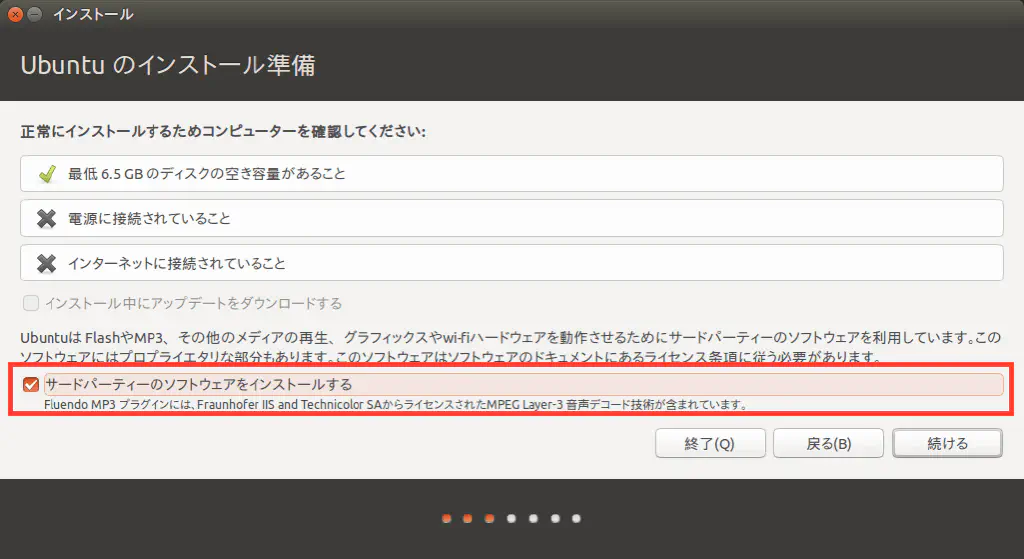 インストール
Ubuntu のインストール準備
正常にインストールするためコンピューターを確認してください:
最低 6.5 GB のディスクの空き容量があること
電源に接続されていること
インターネットに接続されていること
インストール中にアップデートをダウンロードする
Ubuntuは FlashやMP3、その他のメディアの再生、グラフィックスやwi-fiハードウェアを動作させるためにサードパーティーのソフトウェアを利用しています。この
ソフトウェアにはプロプライエタリな部分もあります。このソフトウェアはソフトウェアのドキュメントにあるライセンス条項に従う必要があります。
サードパーティーのソフトウェアをインストールする
Fluendo MP3 プラグインには、Fraunhofer IIS and Technicolor SAからライセンスされたMPEG Layer-3 音声デコード技術が含まれています。
終了(Q) 戻る(B) 続ける